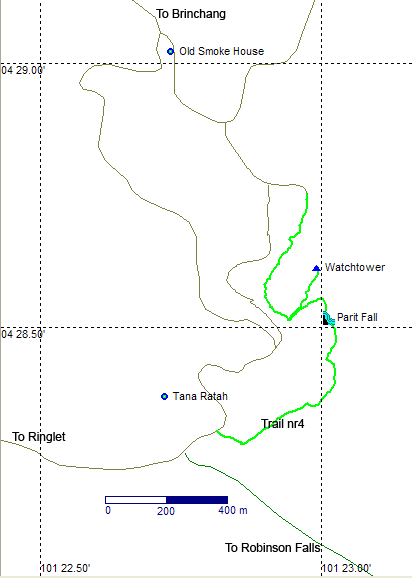 To Brinchang
Old Smoke House
04 29.00'
Watchtower
Parit Fall
04 28.50'
Tana Ratah
Trail nr4
To Ringlet
0 200 400 m
To Robinson Falls
101 22.50' 101 23.00'